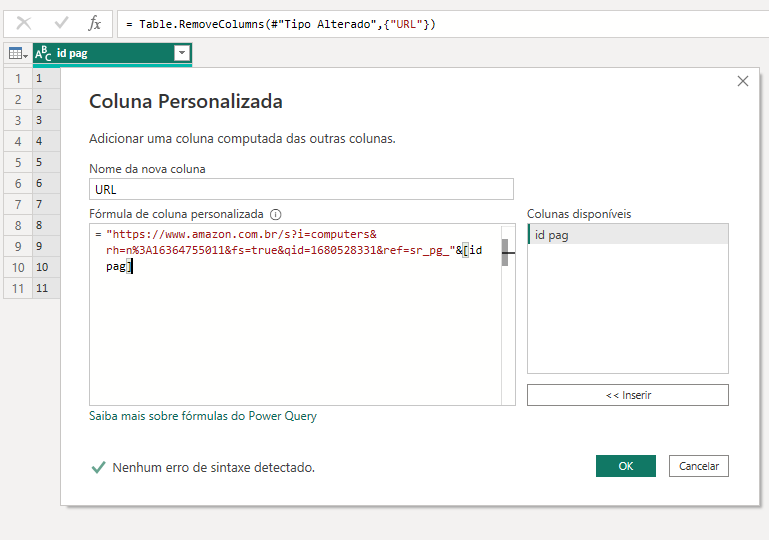 fx = Table.RemoveColumns(#"Tipo Alterado",{"URL"})
ABC id pag
1 1
2 2
3 3
4 4
5 5
6 6
7 7
8 8
9 9
10 10
11 11
Coluna Personalizada
Adicionar uma coluna computada das outras colunas.
Nome da nova coluna
URL
Fórmula de coluna personalizada
= "https://www.amazon.com.br/s?i=computers&
rh=n%3A16364755011&fs=true&qid=1680528331&ref=sr_pg_"&[id
pag]
Colunas disponíveis
id pag
<< Inserir
Saiba mais sobre fórmulas do Power Query
Nenhum erro de sintaxe detectado.
OK
Cancelar